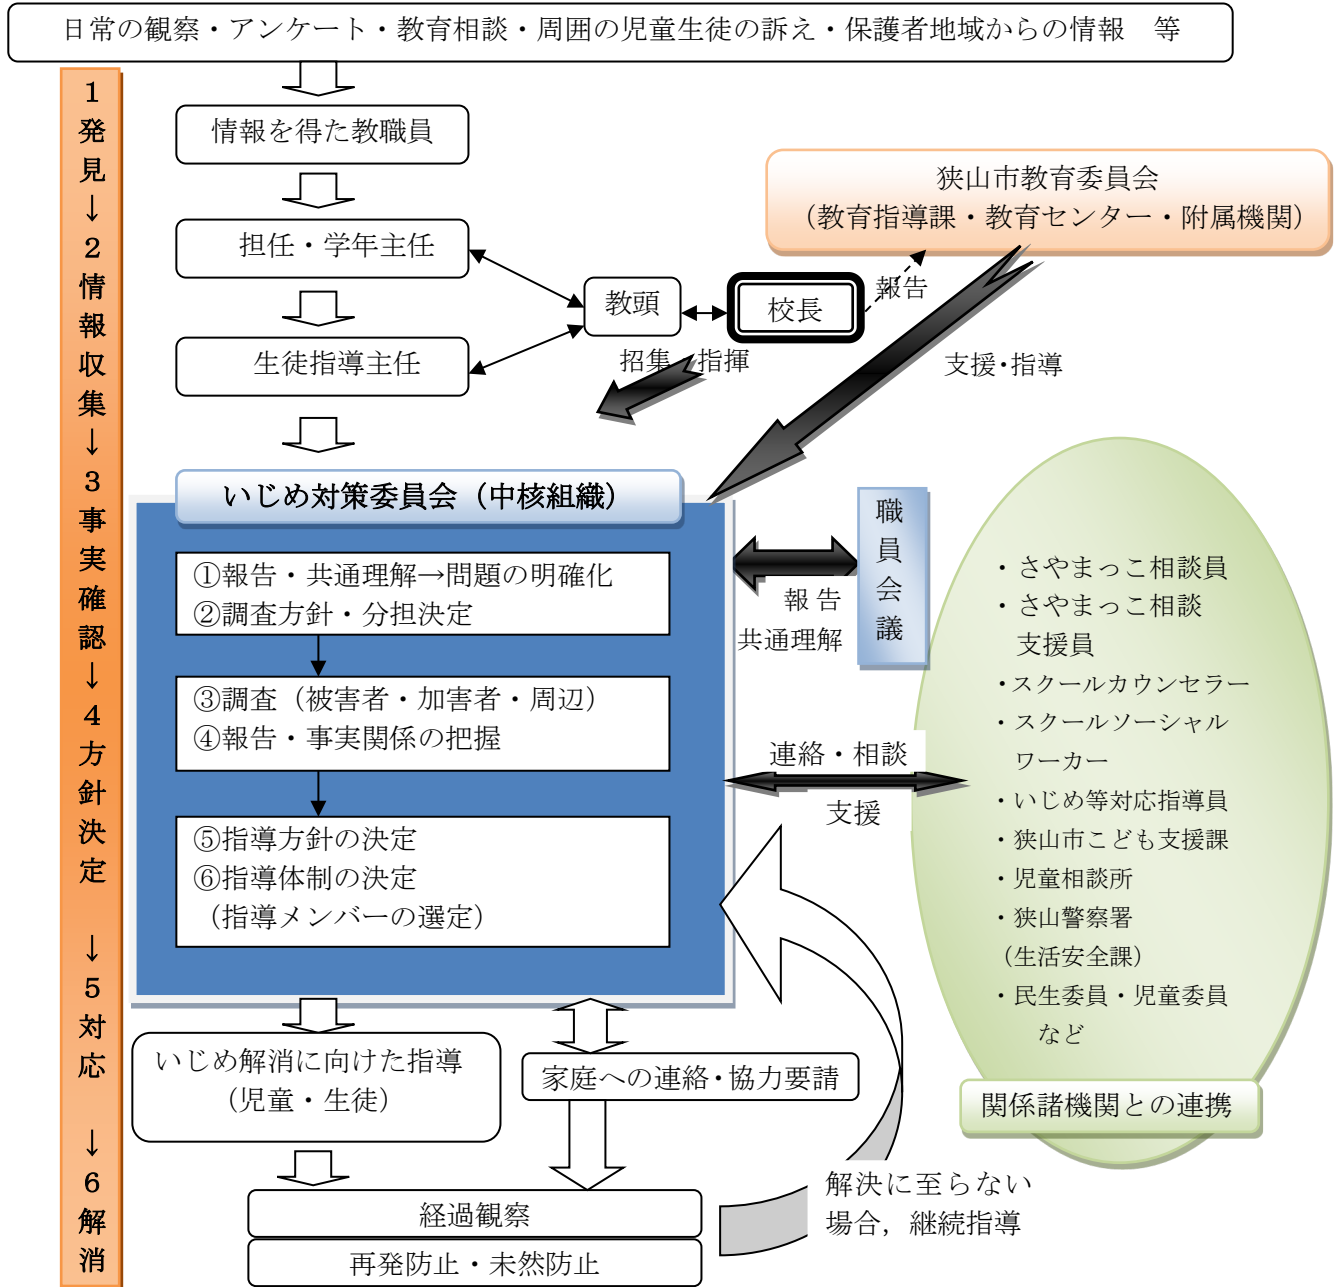 日常の観察・アンケート・教育相談・周囲の児童生徒の訴え・保護者地域からの情報　等
1発見↓2情報収集↓3事実確認↓4方針決定　↓5対応　↓6解消
情報を得た教職員
担任・学年主任
生徒指導主任
教頭
校長
報告
招集・指揮
狭山市教育委員会
（教育指導課・教育センター・附属機関）
支援・指導
いじめ対策委員会（中核組織）
①報告・共通理解→問題の明確化
②調査方針・分担決定
③調査（被害者・加害者・周辺）
④報告・事実関係の把握
⑤指導方針の決定
⑥指導体制の決定
（指導メンバーの選定）
職員会議
報 告
共通理解
連絡・相談
支援
・さやまっこ相談員
・さやまっこ相談
支援員
・スクールカウンセラー
・スクールソーシャル
ワーカー
・いじめ等対応指導員
・狭山市こども支援課
・児童相談所
・狭山警察署
（生活安全課）
・民生委員・児童委員
など
関係諸機関との連携
いじめ解消に向けた指導
（児童・生徒）
家庭への連絡・協力要請
経過観察
再発防止・未然防止
解決に至らない
場合，継続指導